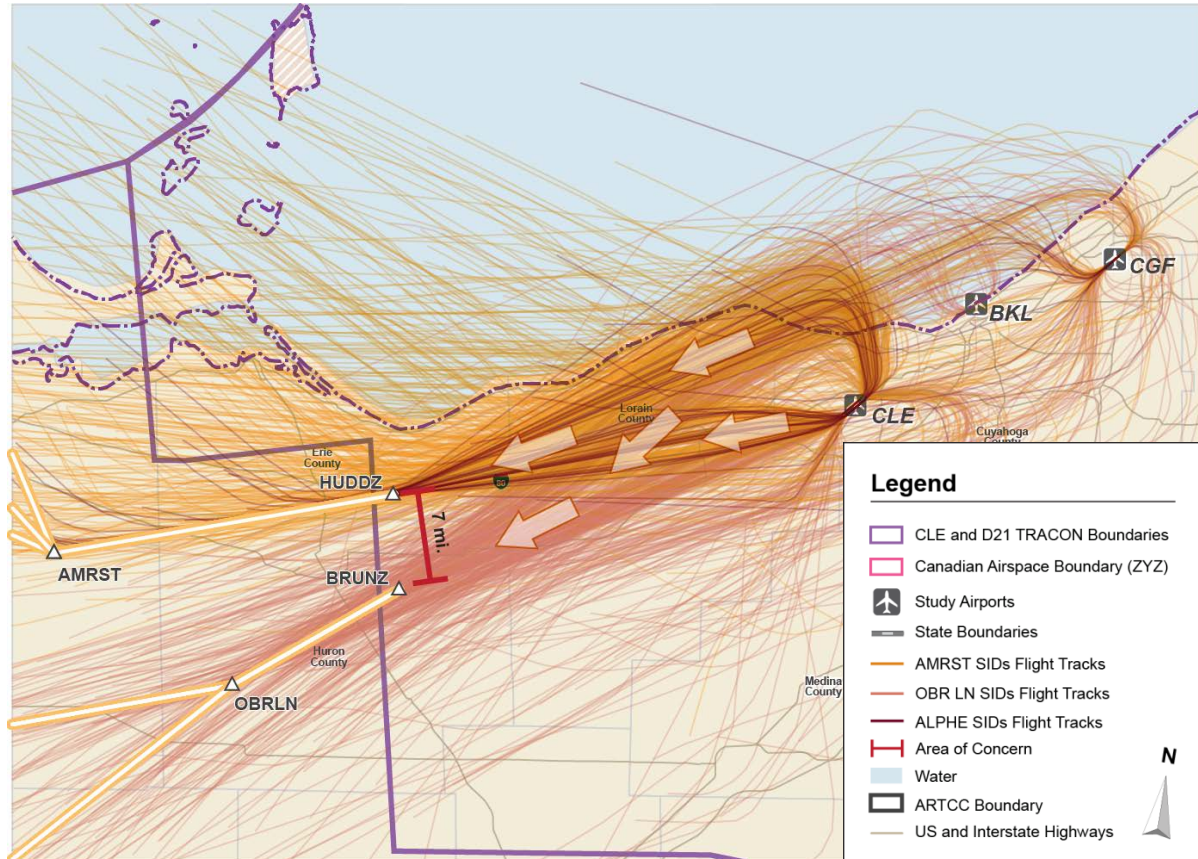 CGF
BKL
CLE
Lorain
County
Cuyahoga
County
Erie
County
HUDDZ
20
7 mi.
AMRST
BRUNZ
Huron
County
OBRLN
Medina
County
Legend
CLE and D21 TRACON Boundaries
Canadian Airspace Boundary (ZYZ)
Study Airports
State Boundaries
AMRST SIDs Flight Tracks
OBR LN SIDs Flight Tracks
ALPHE SIDs Flight Tracks
Area of Concern
Water
ARTCC Boundary
US and Interstate Highways
N